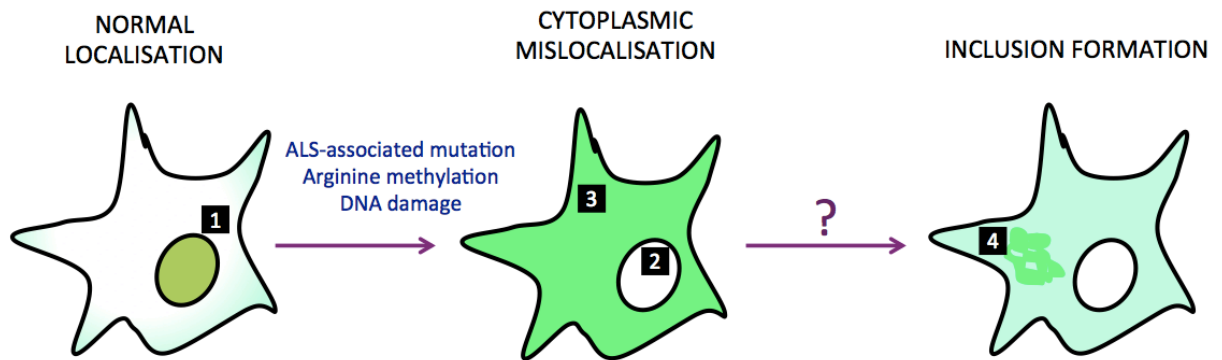 NORMAL
LOCALISATION
CYTOPLASMIC
MISLOCALISATION
INCLUSION FORMATION
ALS-associated mutation
Arginine methylation
DNA damage
?
1
2
3
4